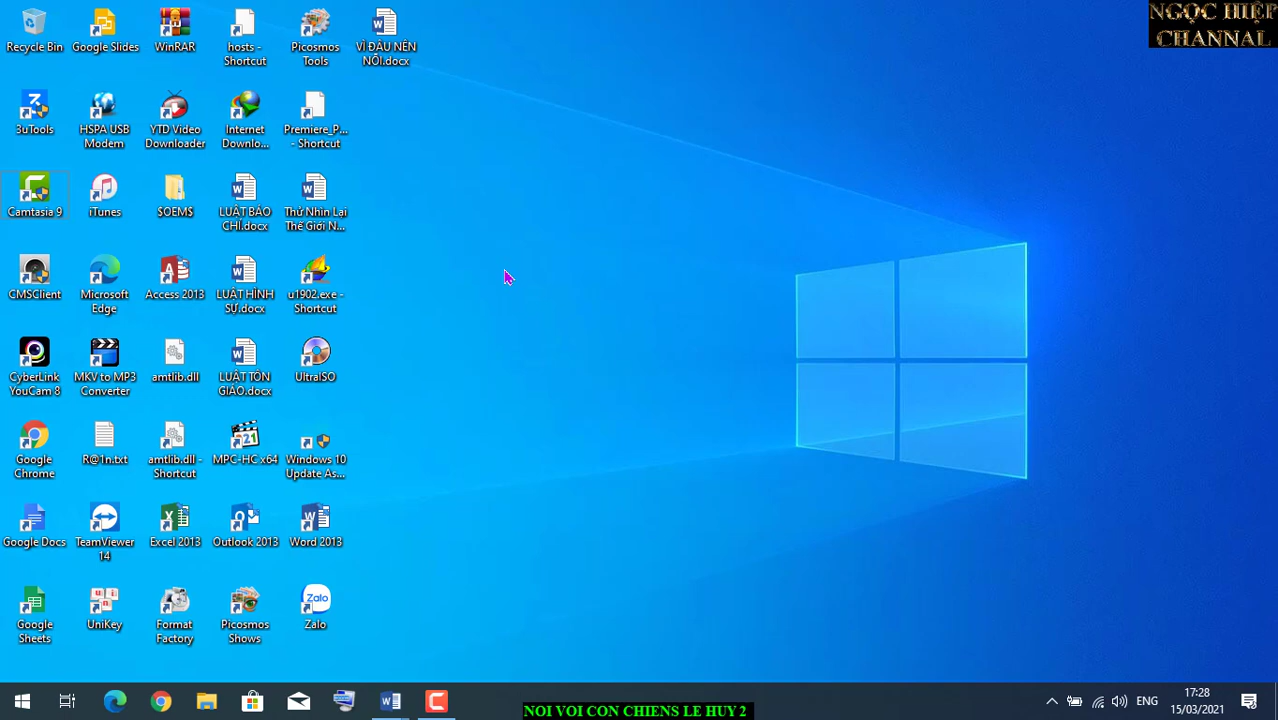 Recycle Bin
Google Slides
WinRAR
hosts -
Shortcut
Picosmos
Tools
VÌ ĐÂU NÊN
NỖI.docx
NGỌC HIỆP
CHANNAL
3uTools
HSPA USB
Modem
YTD Video
Downloader
Internet
Downlo...
Premiere_P...
- Shortcut
Camtasia 9
iTunes
$OEM$
LUẬT BÁO
CHÍ.docx
Thử Nhìn Lại
Thế Giới N...
CMSClient
Microsoft
Edge
Access 2013
LUẬT HÌNH
SỰ.docx
u1902.exe -
Shortcut
CyberLink
YouCam 8
MKV to MP3
Converter
amtlib.dll
LUẬT TÔN
GIÁO.docx
UltraISO
Google
Chrome
R@1n.txt
amtlib.dll -
Shortcut
MPC-HC x64
Windows 10
Update As...
Google Docs
TeamViewer
14
Excel 2013
Outlook 2013
Word 2013
Google
Sheets
UniKey
Format
Factory
Picosmos
Shows
Zalo
Zalo
ENG
17:28
15/03/2021
NOI VOI CON CHIENS LE HUY 2